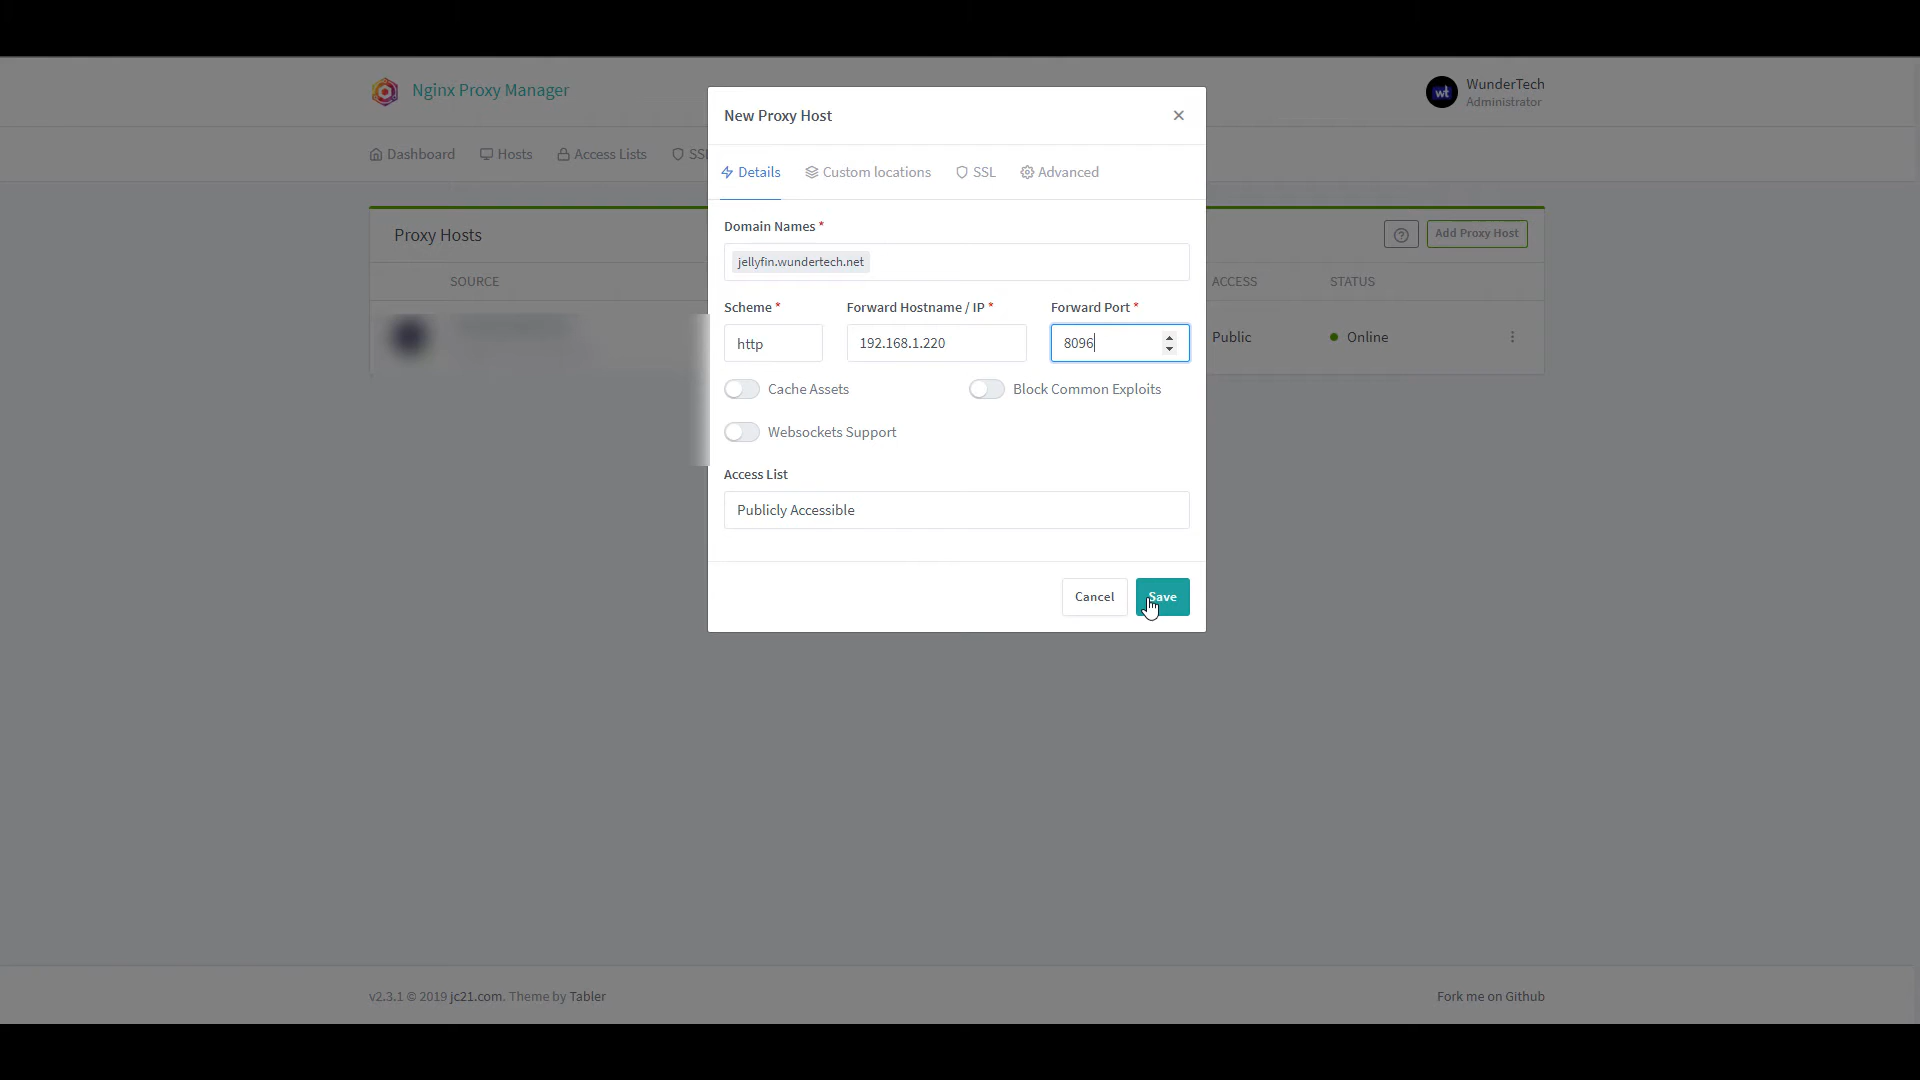 Nginx Proxy Manager
wt
WunderTech
Administrator
Dashboard
Hosts
Access Lists
Proxy Hosts
Add Proxy Host
SOURCE
ACCESS
STATUS
Public
Online
New Proxy Host
Details
Custom locations
SSL
Advanced
Domain Names *
jellyfin.wundertech.net
Scheme *
Forward Hostname / IP *
Forward Port *
http
192.168.1.220
8096
Cache Assets
Block Common Exploits
Websockets Support
Access List
Publicly Accessible
Cancel
Save
v2.3.1 © 2019 jc21.com. Theme by Tabler
Fork me on Github